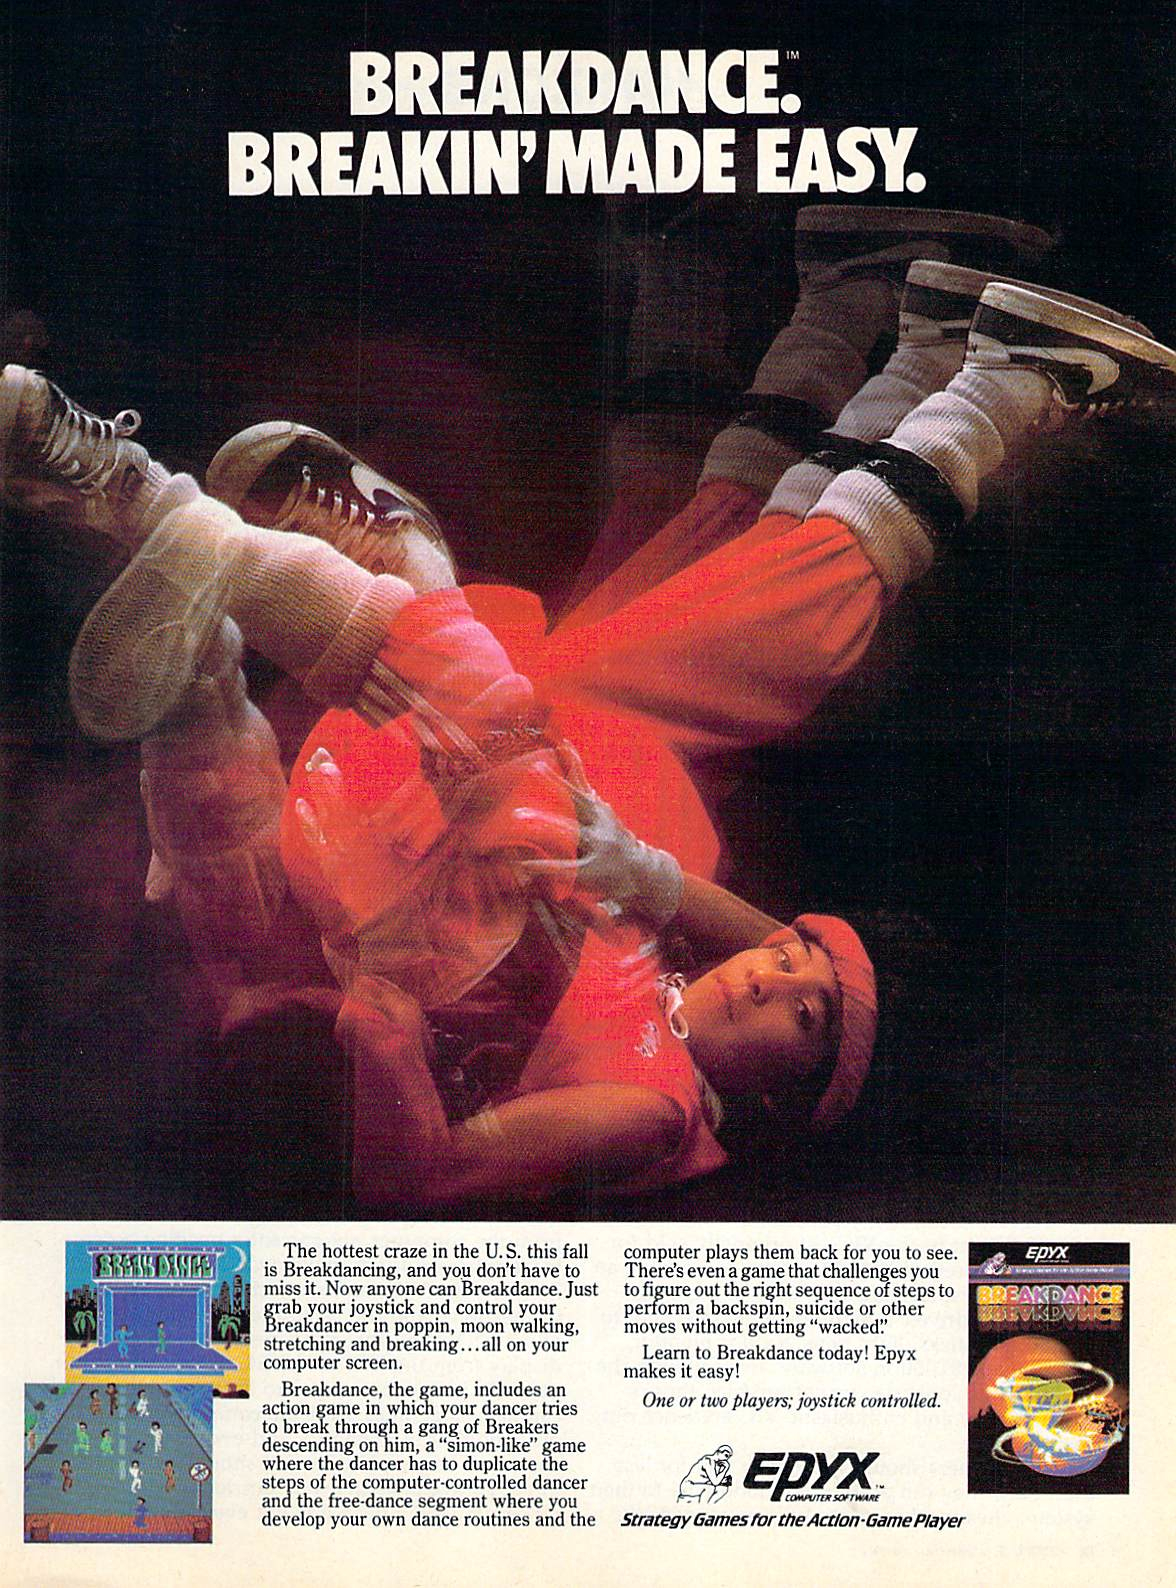 BREAKDANCE.™
BREAKIN' MADE EASY.
BREAK DANCE
The hottest craze in the U.S. this fall
is Breakdancing, and you don't have to
miss it. Now anyone can Breakdance. Just
grab your joystick and control your
Breakdancer in poppin, moon walking,
stretching and breaking...all on your
computer screen.
Breakdance, the game, includes an
action game in which your dancer tries
to break through a gang of Breakers
descending on him, a "simon-like" game
where the dancer has to duplicate the
steps of the computer-controlled dancer
and the free-dance segment where you
develop your own dance routines and the
computer plays them back for you to see.
There's even a game that challenges you
to figure out the right sequence of steps to
perform a backspin, suicide or other
moves without getting "wacked."
Learn to Breakdance today! Epyx
makes it easy!
One or two players; joystick controlled.
EPYX™
COMPUTER SOFTWARE
Strategy Games for the Action-Game Player
EPYX
BREAKDANCE